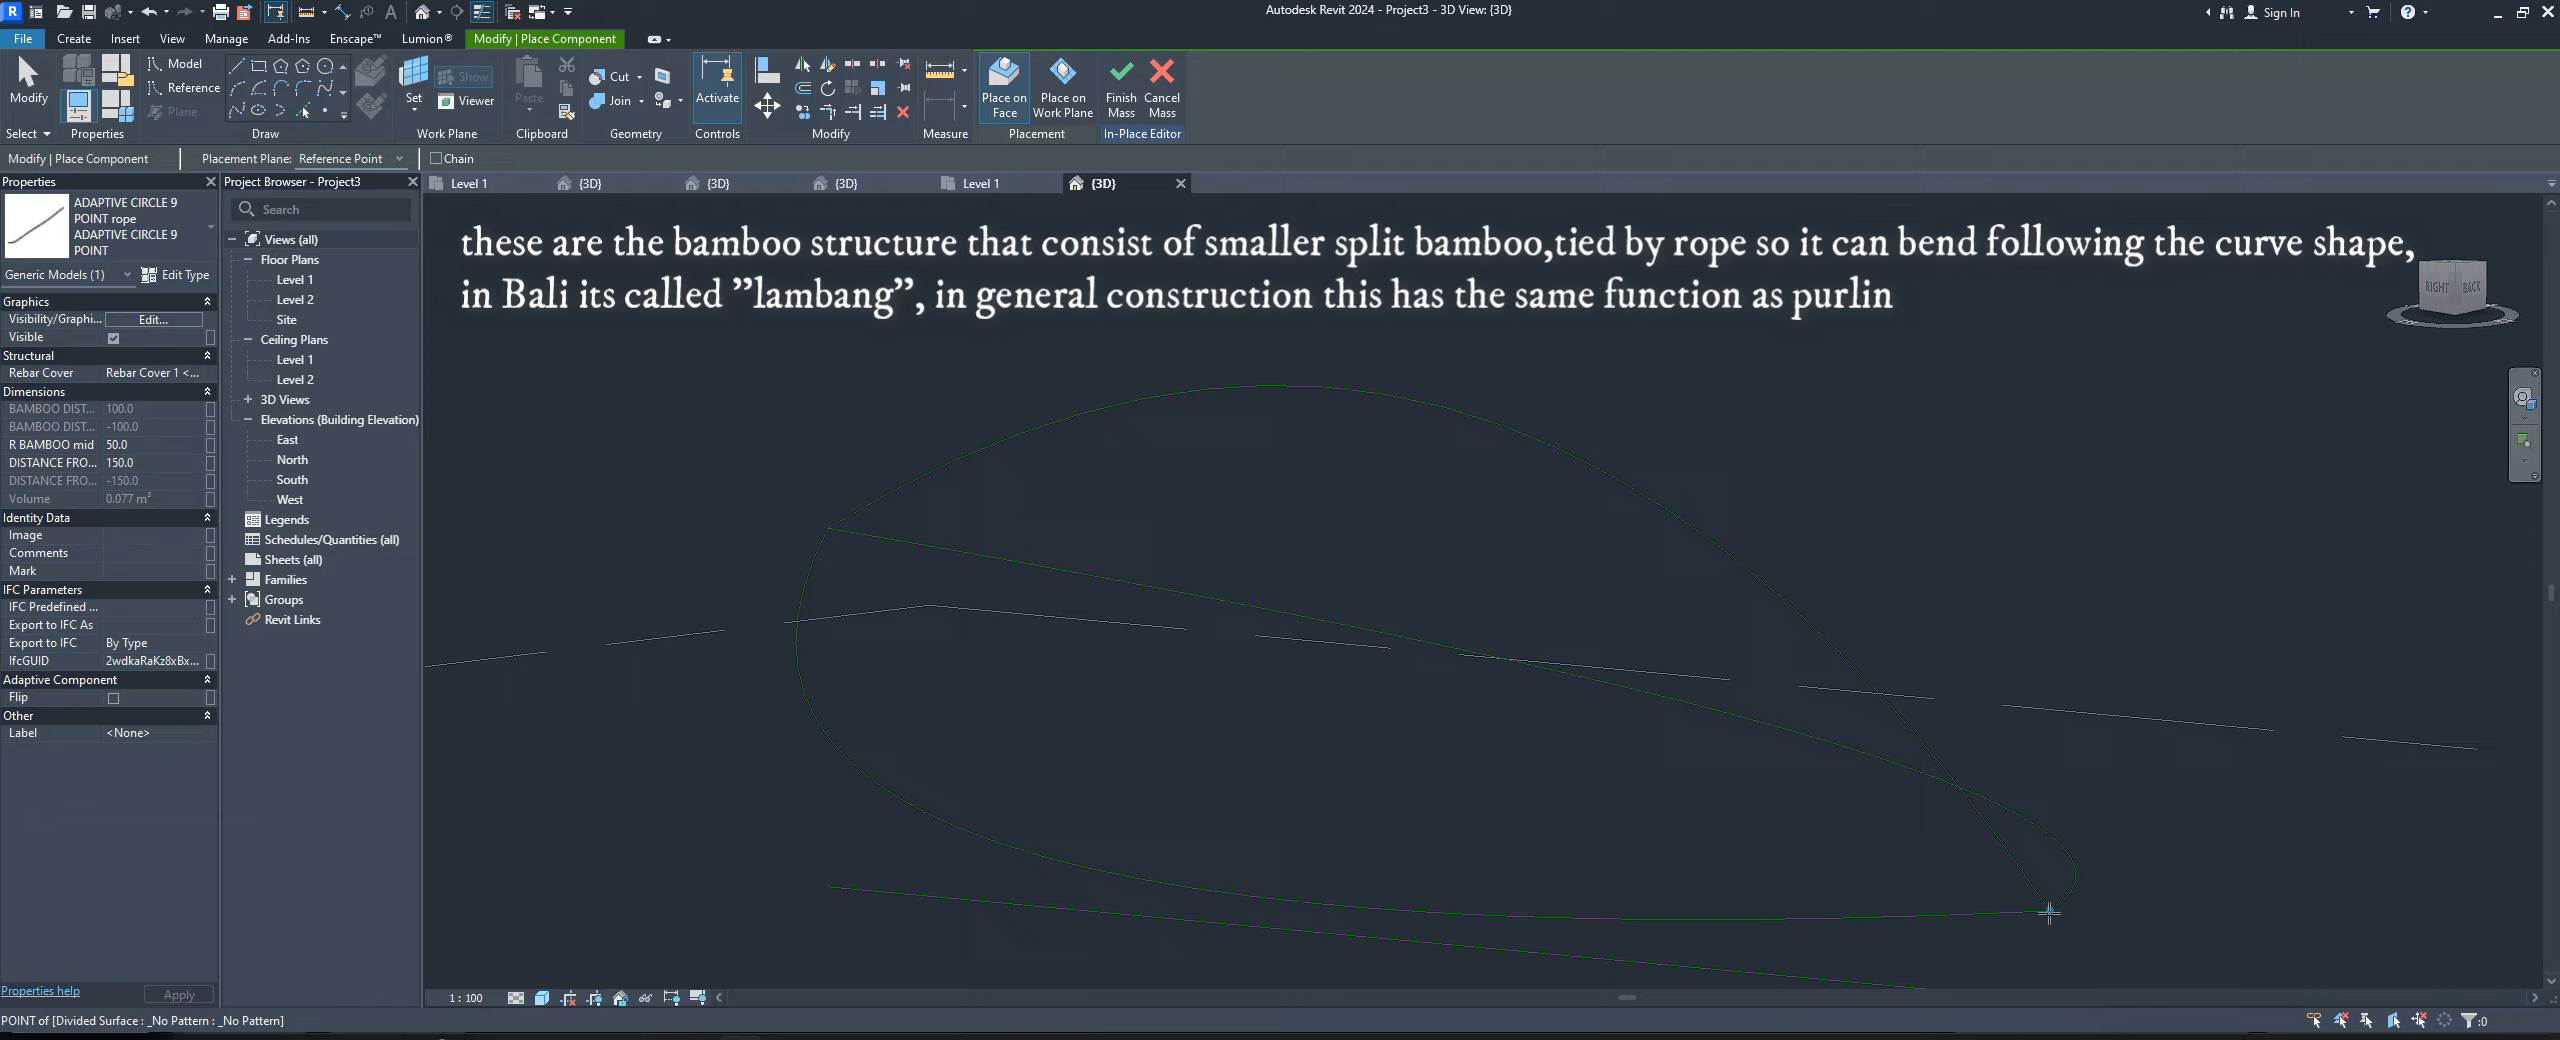 Autodesk Revit 2024 - Project3 - 3D View: {3D}
Sign In
File Create Insert View Manage Add-Ins Enscape™ Lumion® Modify | Place Component
Modify
Select
Properties
Model
Reference
Plane
Draw
Set
Show
Viewer
Work Plane
Paste
Clipboard
Cut
Join
Geometry
Activate
Controls
Modify
Measure
Place on Face
Place on Work Plane
Placement
Finish Mass
Cancel Mass
In-Place Editor
Modify | Place Component
Placement Plane: Reference Point
Chain
Properties
ADAPTIVE CIRCLE 9
POINT rope
ADAPTIVE CIRCLE 9
POINT
Generic Models (1) Edit Type
Graphics
Visibility/Graphi... Edit...
Visible
Structural
Rebar Cover Rebar Cover 1 <...
Dimensions
BAMBOO DIST... 100.0
BAMBOO DIST... -100.0
R BAMBOO mid 50.0
DISTANCE FRO... 150.0
DISTANCE FRO... -150.0
Volume 0.077 m³
Identity Data
Image
Comments
Mark
IFC Parameters
IFC Predefined ...
Export to IFC As
Export to IFC By Type
IfcGUID 2wdkaRaKz8xBx...
Adaptive Component
Flip
Other
Label <None>
Properties help
Apply
Project Browser - Project3
Search
Views (all)
Floor Plans
Level 1
Level 2
Site
Ceiling Plans
Level 1
Level 2
3D Views
Elevations (Building Elevation)
East
North
South
West
Legends
Schedules/Quantities (all)
Sheets (all)
Families
Groups
Revit Links
Level 1 {3D} {3D} {3D} Level 1 {3D}
these are the bamboo structure that consist of smaller split bamboo,tied by rope so it can bend following the curve shape,
in Bali its called ”lambang”, in general construction this has the same function as purlin
RIGHT BACK
1 : 100
POINT of [Divided Surface : _No Pattern : _No Pattern]
:0